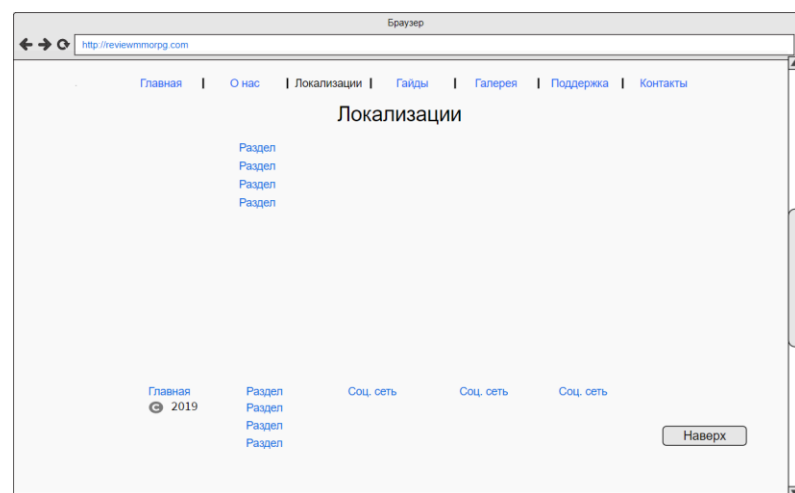 Браузер
http://reviewmmorpg.com
Главная | О нас | Локализации | Гайды | Галерея | Поддержка | Контакты
Локализации
Раздел
Раздел
Раздел
Раздел
Главная Раздел Соц. сеть Соц. сеть Соц. сеть
© 2019 Раздел
Раздел
Раздел
Наверх